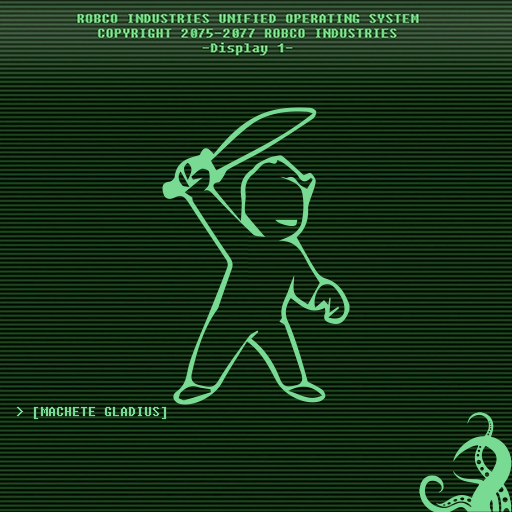 ROBCO INDUSTRIES UNIFIED OPERATING SYSTEM
COPYRIGHT 2075-2077 ROBCO INDUSTRIES
-Display 1-
> [MACHETE GLADIUS]